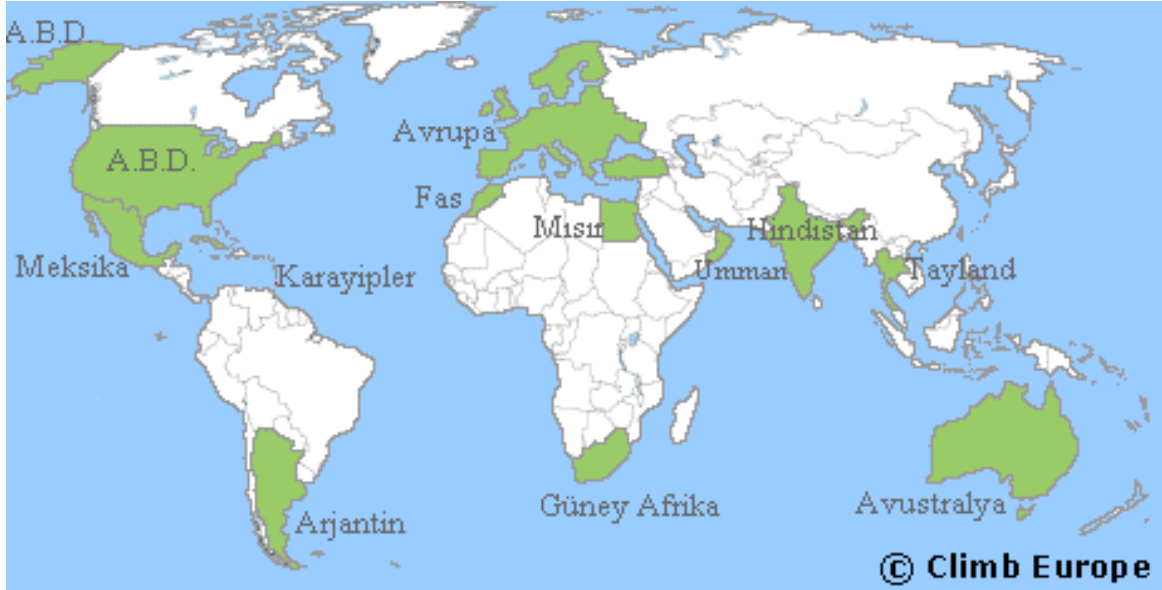 A.B.D.
Avrupa
A.B.D.
Fas
Mısır
Hindistan
Meksika
Karayipler
Umman
Tayland
Güney Afrika
Avustralya
Arjantin
© Climb Europe